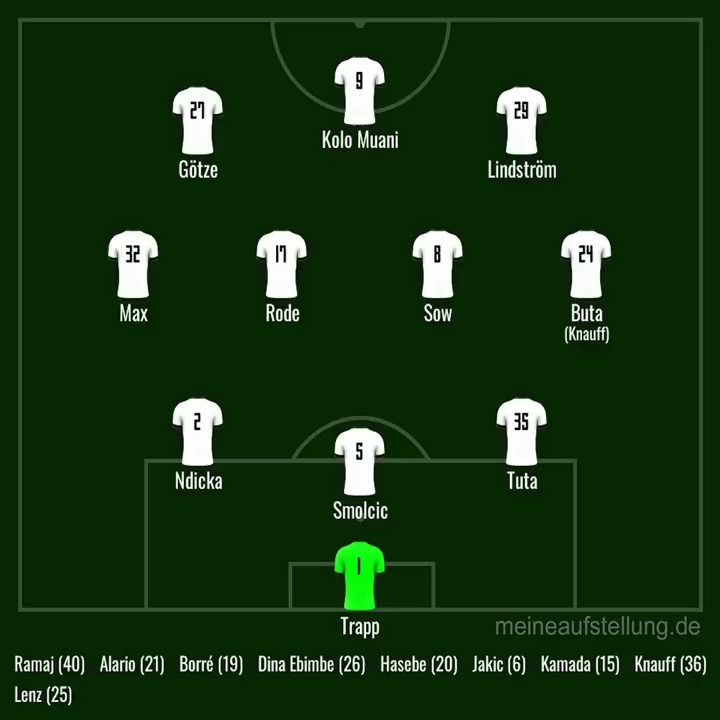 9
27
29
Kolo Muani
Götze
Lindström
32
17
8
24
Max
Rode
Sow
Buta
(Knauff)
2
35
5
Ndicka
Tuta
Smolcic
1
Trapp
meineaufstellung.de
Ramaj (40) Alario (21) Borré (19) Dina Ebimbe (26) Hasebe (20) Jakic (6) Kamada (15) Knauff (36)
Lenz (25)